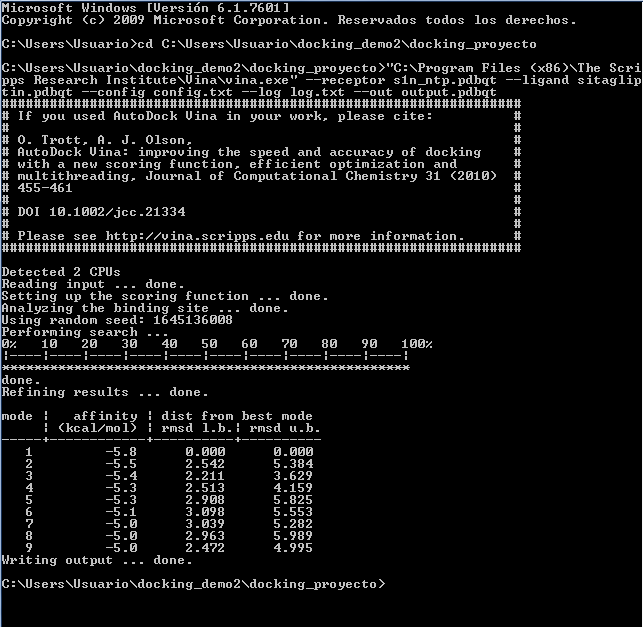 Microsoft Windows [Versión 6.1.7601]
Copyright (c) 2009 Microsoft Corporation. Reservados todos los derechos.
C:\Users\Usuario>cd C:\Users\Usuario\docking_demo2\docking_proyecto
C:\Users\Usuario\docking_demo2\docking_proyecto>"C:\Program Files (x86)\The Scri
pps Research Institute\Vina\vina.exe" --receptor s1n_ntp.pdbqt --ligand sitaglip
tin.pdbqt --config config.txt --log log.txt --out output.pdbqt
#################################################################
# If you used AutoDock Vina in your work, please cite:          #
#                                                               #
# O. Trott, A. J. Olson,                                        #
# AutoDock Vina: improving the speed and accuracy of docking    #
# with a new scoring function, efficient optimization and       #
# multithreading, Journal of Computational Chemistry 31 (2010)  #
# 455-461                                                       #
#                                                               #
# DOI 10.1002/jcc.21334                                         #
#                                                               #
# Please see http://vina.scripps.edu for more information.      #
#################################################################
Detected 2 CPUs
Reading input ... done.
Setting up the scoring function ... done.
Analyzing the binding site ... done.
Using random seed: 1645136008
Performing search ...
0%   10   20   30   40   50   60   70   80   90   100%
|----|----|----|----|----|----|----|----|----|----|
***************************************************
done.
Refining results ... done.
mode |   affinity | dist from best mode
     | (kcal/mol) | rmsd l.b.| rmsd u.b.
-----+------------+----------+----------
   1         -5.8      0.000      0.000
   2         -5.5      2.542      5.384
   3         -5.4      2.211      3.629
   4         -5.3      2.513      4.159
   5         -5.3      2.908      5.825
   6         -5.1      3.098      5.553
   7         -5.0      3.039      5.282
   8         -5.0      2.963      5.989
   9         -5.0      2.472      4.995
Writing output ... done.
C:\Users\Usuario\docking_demo2\docking_proyecto>